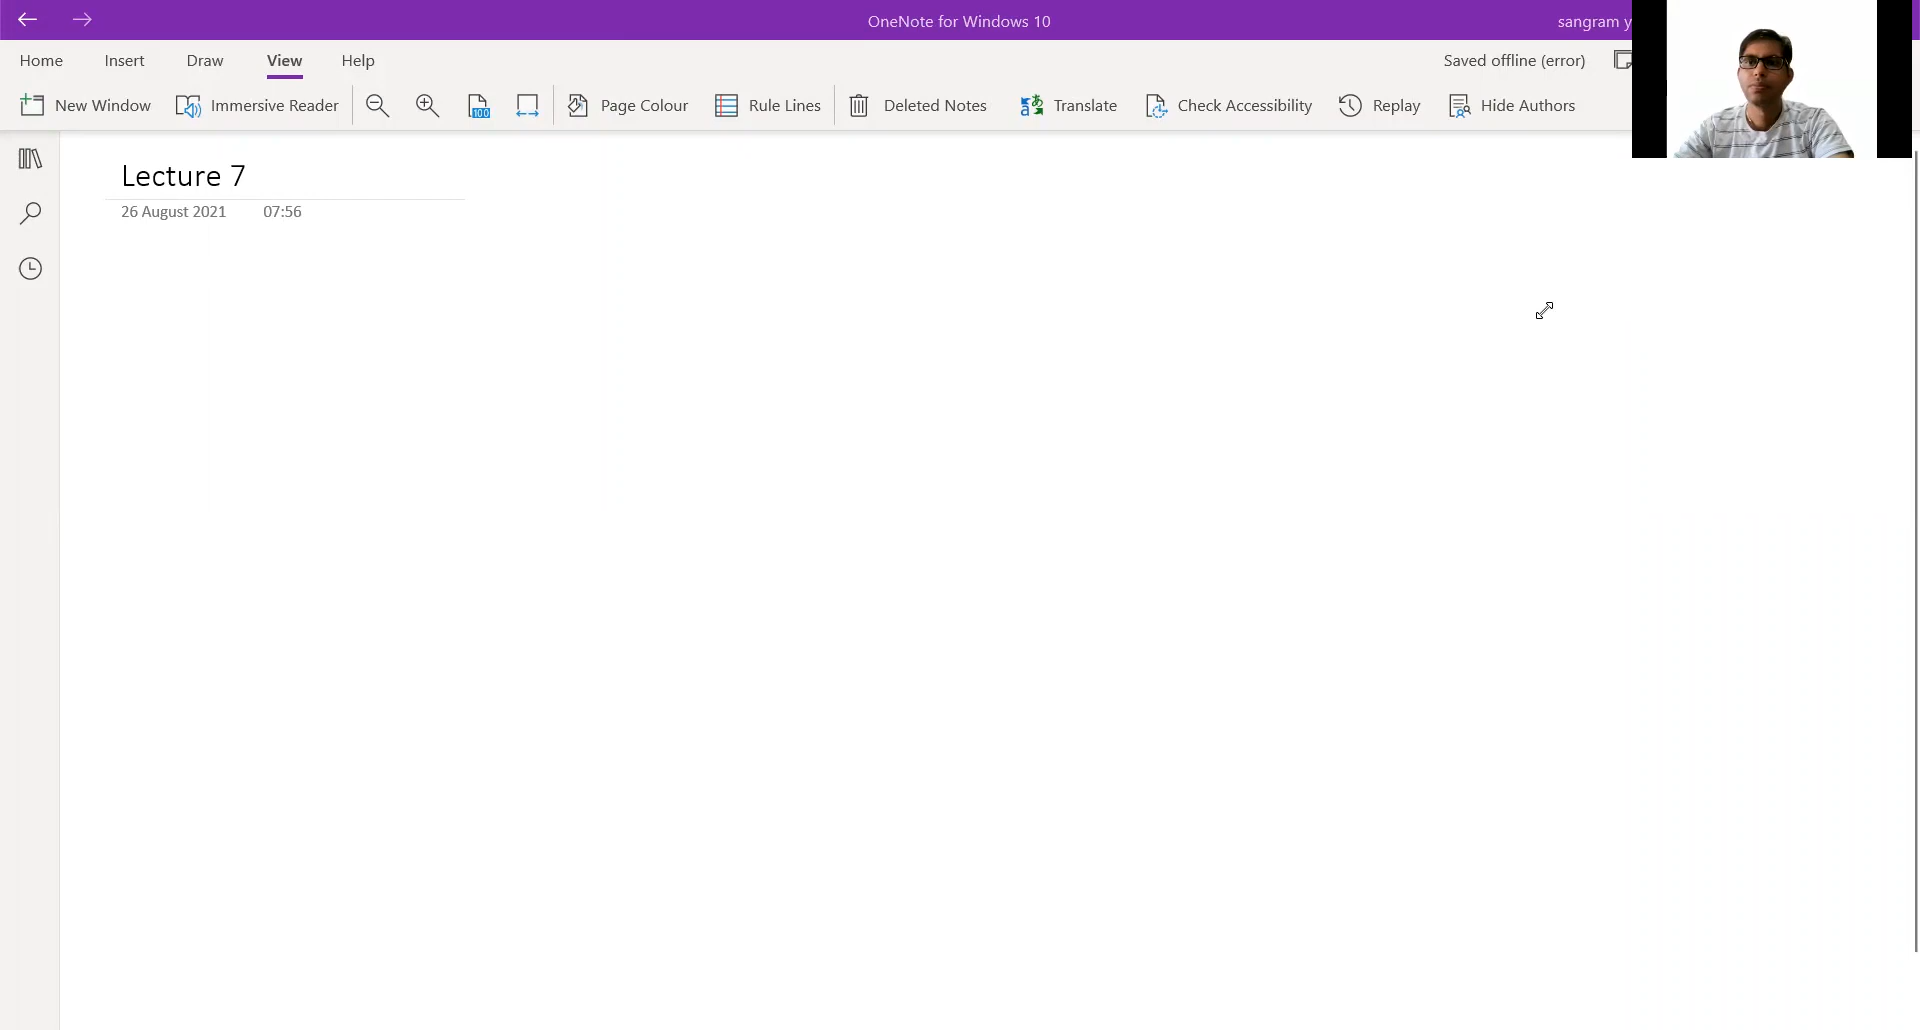 OneNote for Windows 10
sangram y
Home Insert Draw View Help
Saved offline (error)
New Window Immersive Reader 100 Page Colour Rule Lines Deleted Notes Translate Check Accessibility Replay Hide Authors
Lecture 7
26 August 2021 07:56